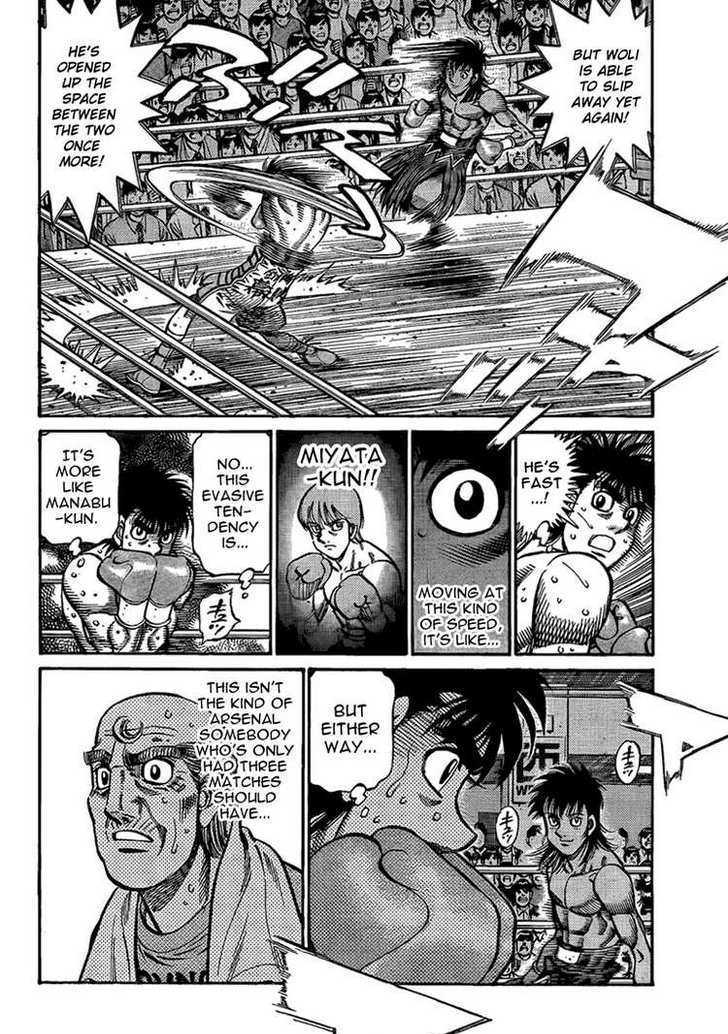 BUT WOLI
IS ABLE
TO SLIP
AWAY YET
AGAIN!
HE'S
OPENED
UP THE
SPACE
BETWEEN
THE TWO
ONCE
MORE!
HE'S
FAST
...!
MOVING AT
THIS KIND
OF SPEED,
IT'S LIKE...
MIYATA
-KUN!!
NO...
THIS
EVASIVE
TEN-
DENCY
IS...
IT'S
MORE
LIKE
MANABU
-KUN.
BUT
EITHER
WAY...
THIS ISN'T
THE KIND OF
ARSENAL
SOMEBODY
WHO'S ONLY
HAD THREE
MATCHES
SHOULD
HAVE...